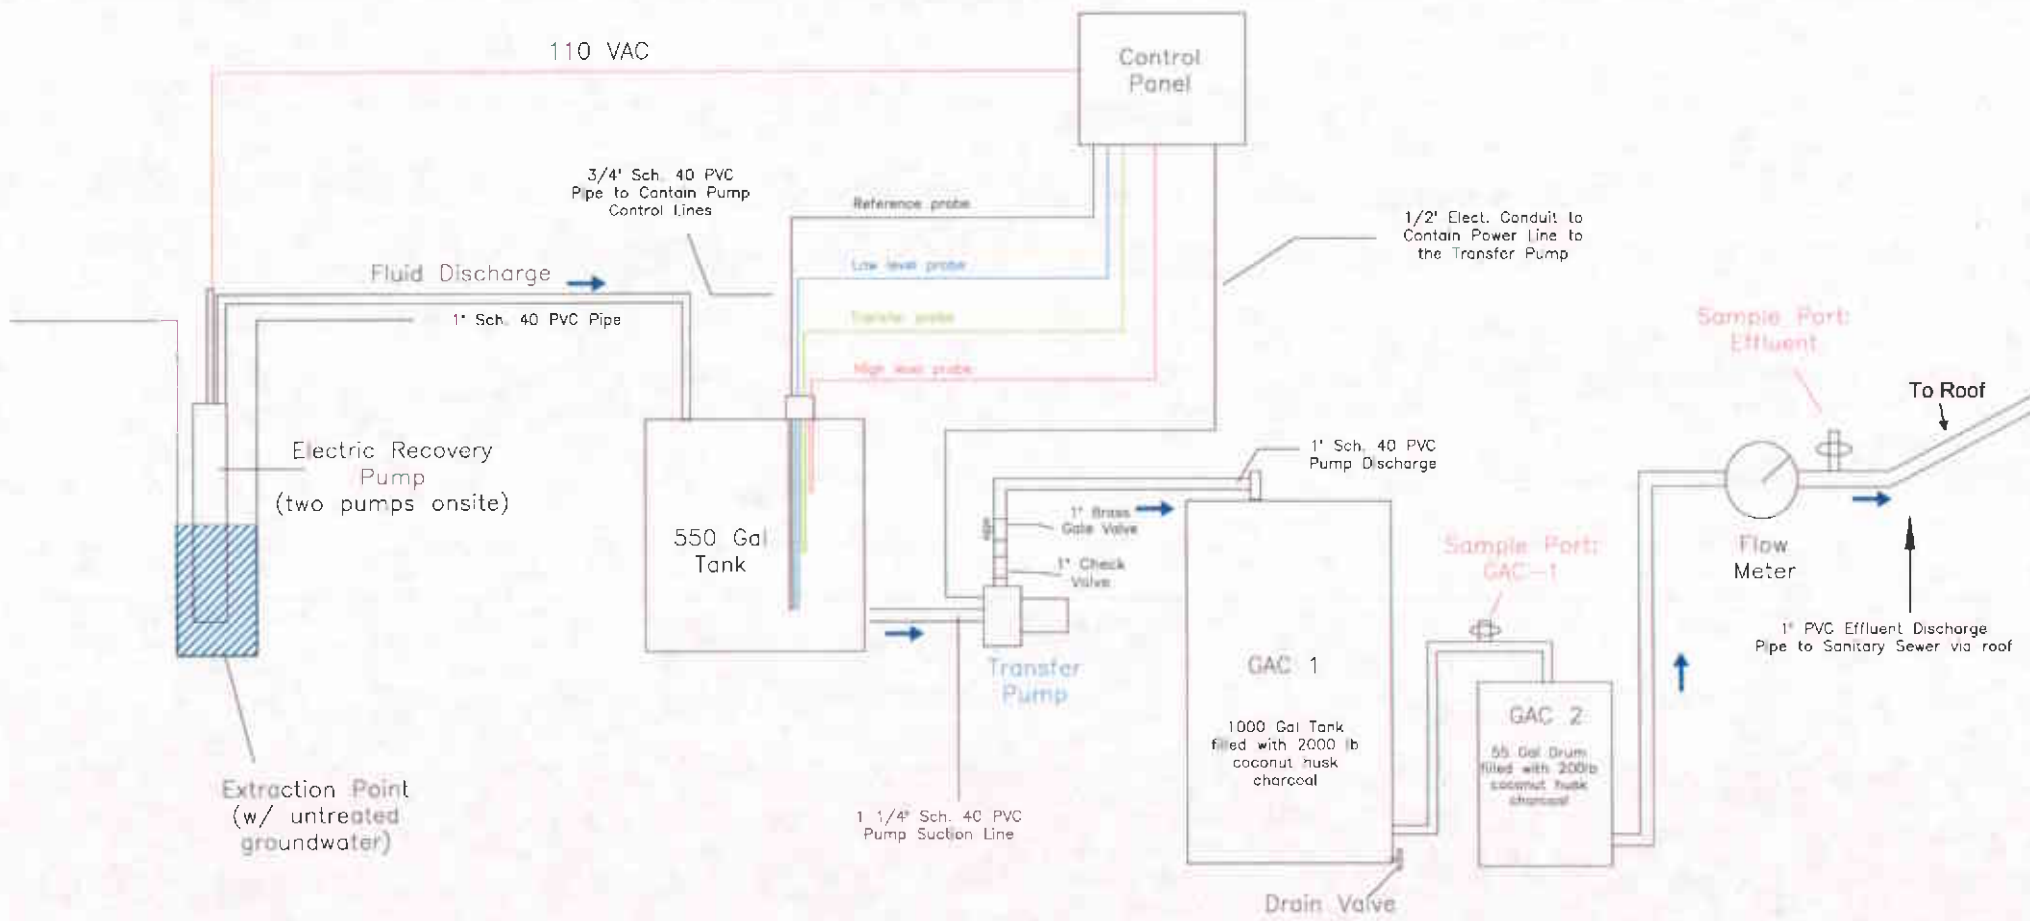 110 VAC
Control
Panel
3/4' Sch. 40 PVC
Pipe to Contain Pump
Control Lines
Reference probe
Low level probe
Transfer probe
High level probe
1/2' Elect. Conduit to
Contain Power Line to
the Transfer Pump
Fluid Discharge
1" Sch. 40 PVC Pipe
Sample Port:
Effluent
To Roof
Electric Recovery
Pump
(two pumps onsite)
550 Gal
Tank
1' Sch. 40 PVC
Pump Discharge
1" Brass
Gate Valve
1" Check
Valve
Sample Port:
GAC-1
Flow
Meter
1" PVC Effluent Discharge
Pipe to Sanitary Sewer via roof
Transfer
Pump
GAC 1
1000 Gal Tank
filled with 2000 lb
coconut husk
charcoal
GAC 2
55 Gal Drum
filled with 200lb
coconut husk
charcoal
Extraction Point
(w/ untreated
groundwater)
1 1/4" Sch. 40 PVC
Pump Suction Line
Drain Valve